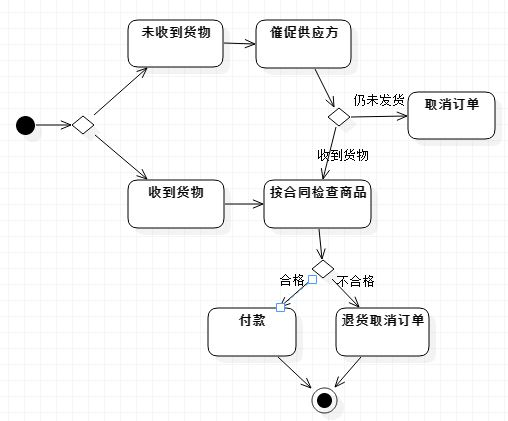 未收到货物
催促供应方
仍未发货
取消订单
收到货物
收到货物
按合同检查商品
合格
不合格
付款
退货取消订单